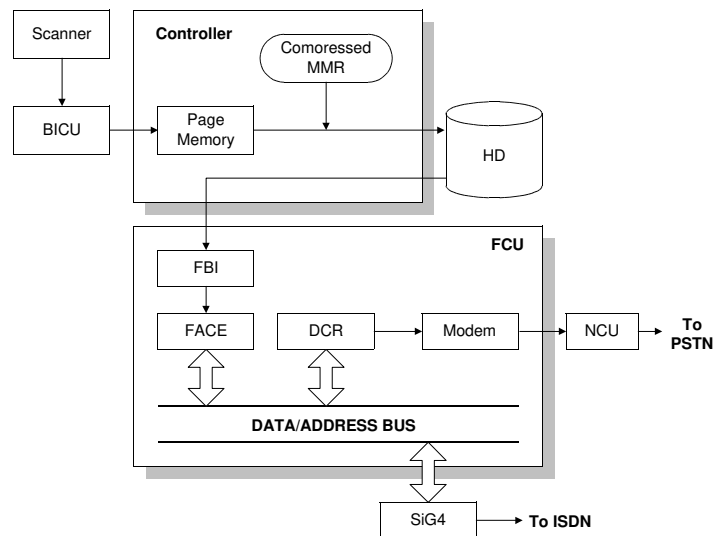 Scanner
Controller
Comoressed
MMR
BICU
Page
Memory
HD
FCU
FBI
FACE
DCR
Modem
NCU
To
PSTN
DATA/ADDRESS BUS
SiG4
To ISDN